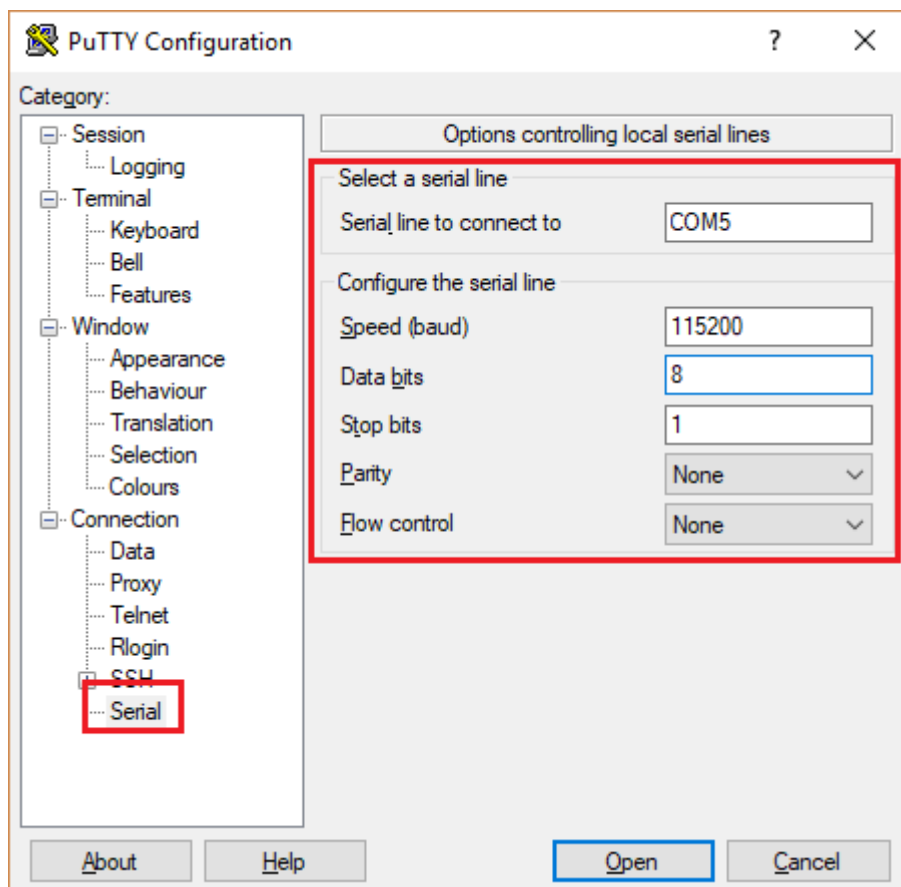 PuTTY Configuration
?
Category:
Session
Logging
Terminal
Keyboard
Bell
Features
Window
Appearance
Behaviour
Translation
Selection
Colours
Connection
Data
Proxy
Telnet
Rlogin
SSH
Serial
Options controlling local serial lines
Select a serial line
Serial line to connect to COM5
Configure the serial line
Speed (baud) 115200
Data bits 8
Stop bits 1
Parity None
Flow control None
About Help Open Cancel